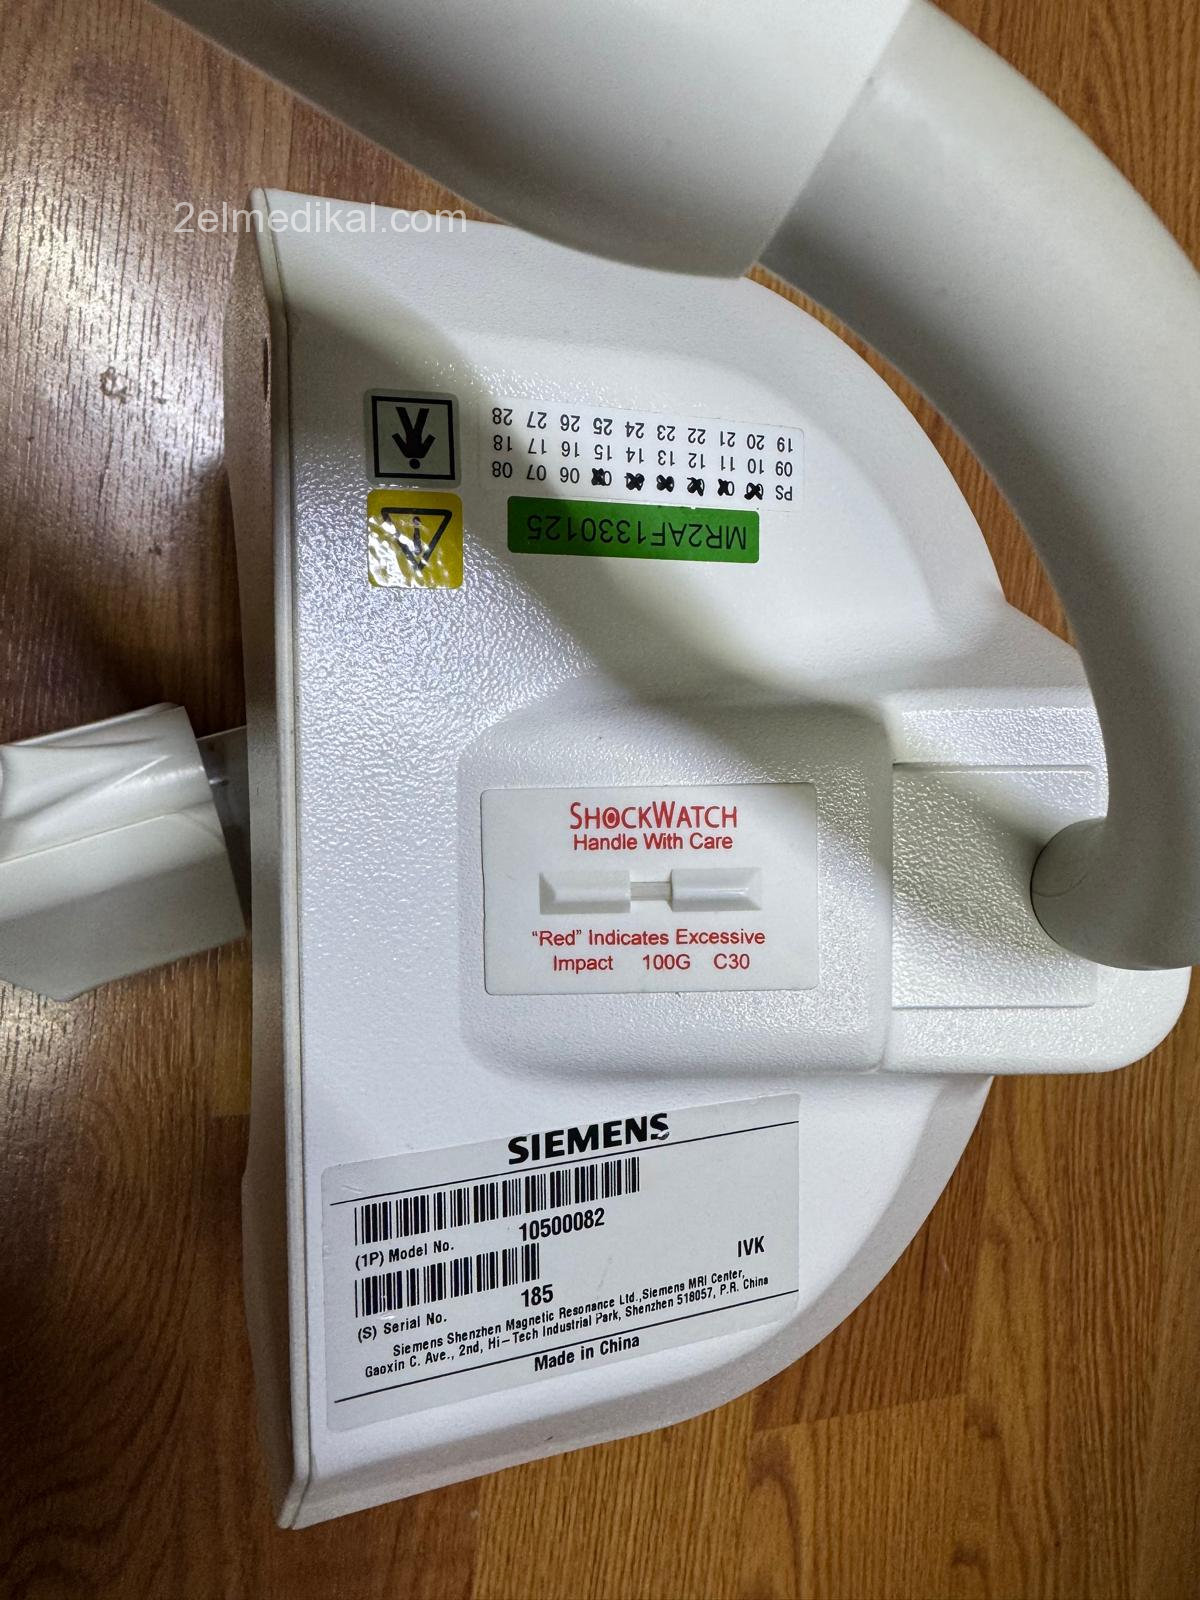 2elmedikal.com
MR2AF1330125
PS 06 07 08
09 10 11 12 13 14 15 16 17 18
19 20 21 22 23 24 25 26 27 28
SHOCKWATCH
Handle With Care
"Red" Indicates Excessive
Impact 100G C30
SIEMENS
(1P) Model No. 10500082
IVK
(S) Serial No. 185
Siemens Shenzhen Magnetic Resonance Ltd.,Siemens MRI Center,
Gaoxin C. Ave., 2nd, Hi-Tech Industrial Park, Shenzhen 518057, P.R. China
Made in China